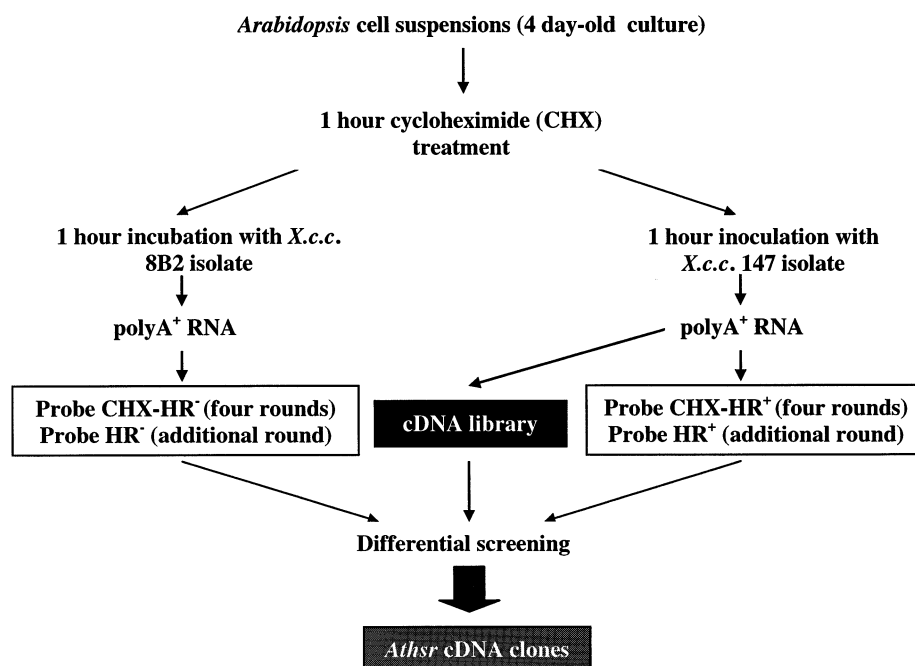 Arabidopsis cell suspensions (4 day-old culture)
1 hour cycloheximide (CHX)
treatment
1 hour incubation with X.c.c.
8B2 isolate
1 hour inoculation with
X.c.c. 147 isolate
polyA⁺ RNA
polyA⁺ RNA
Probe CHX-HR⁻ (four rounds)
Probe HR⁻ (additional round)
cDNA library
Probe CHX-HR⁺ (four rounds)
Probe HR⁺ (additional round)
Differential screening
Athsr cDNA clones